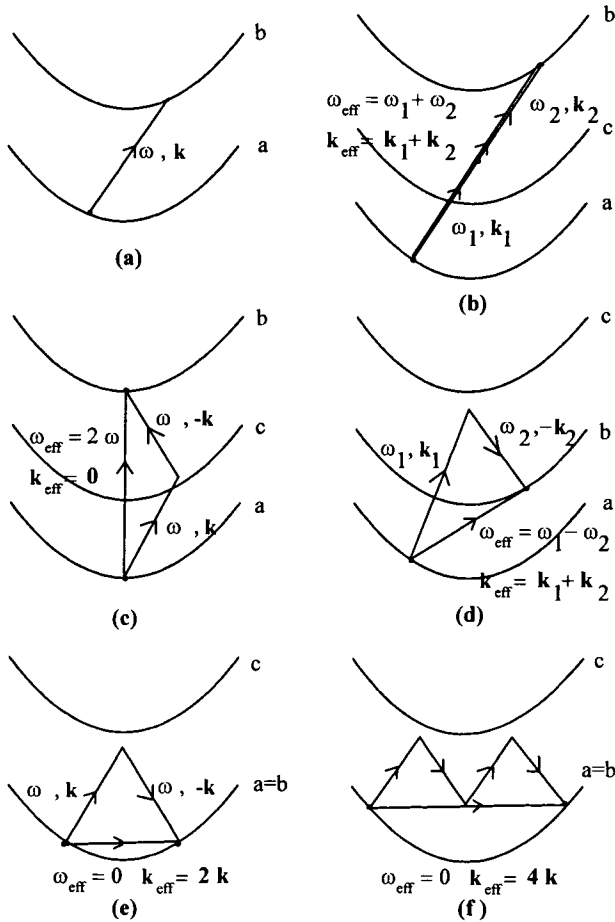 b
a
ω , k
(a)
b
ω_eff = ω_1 + ω_2
k_eff = k_1 + k_2
ω_2, k_2
c
a
ω_1, k_1
(b)
b
ω , -k
ω_eff = 2 ω
c
k_eff = 0
a
ω , k
(c)
c
b
ω_1, k_1
ω_2, -k_2
a
ω_eff = ω_1 - ω_2
k_eff = k_1 + k_2
(d)
c
a=b
ω , k
ω , -k
ω_eff = 0 k_eff = 2 k
(e)
c
a=b
ω_eff = 0 k_eff = 4 k
(f)